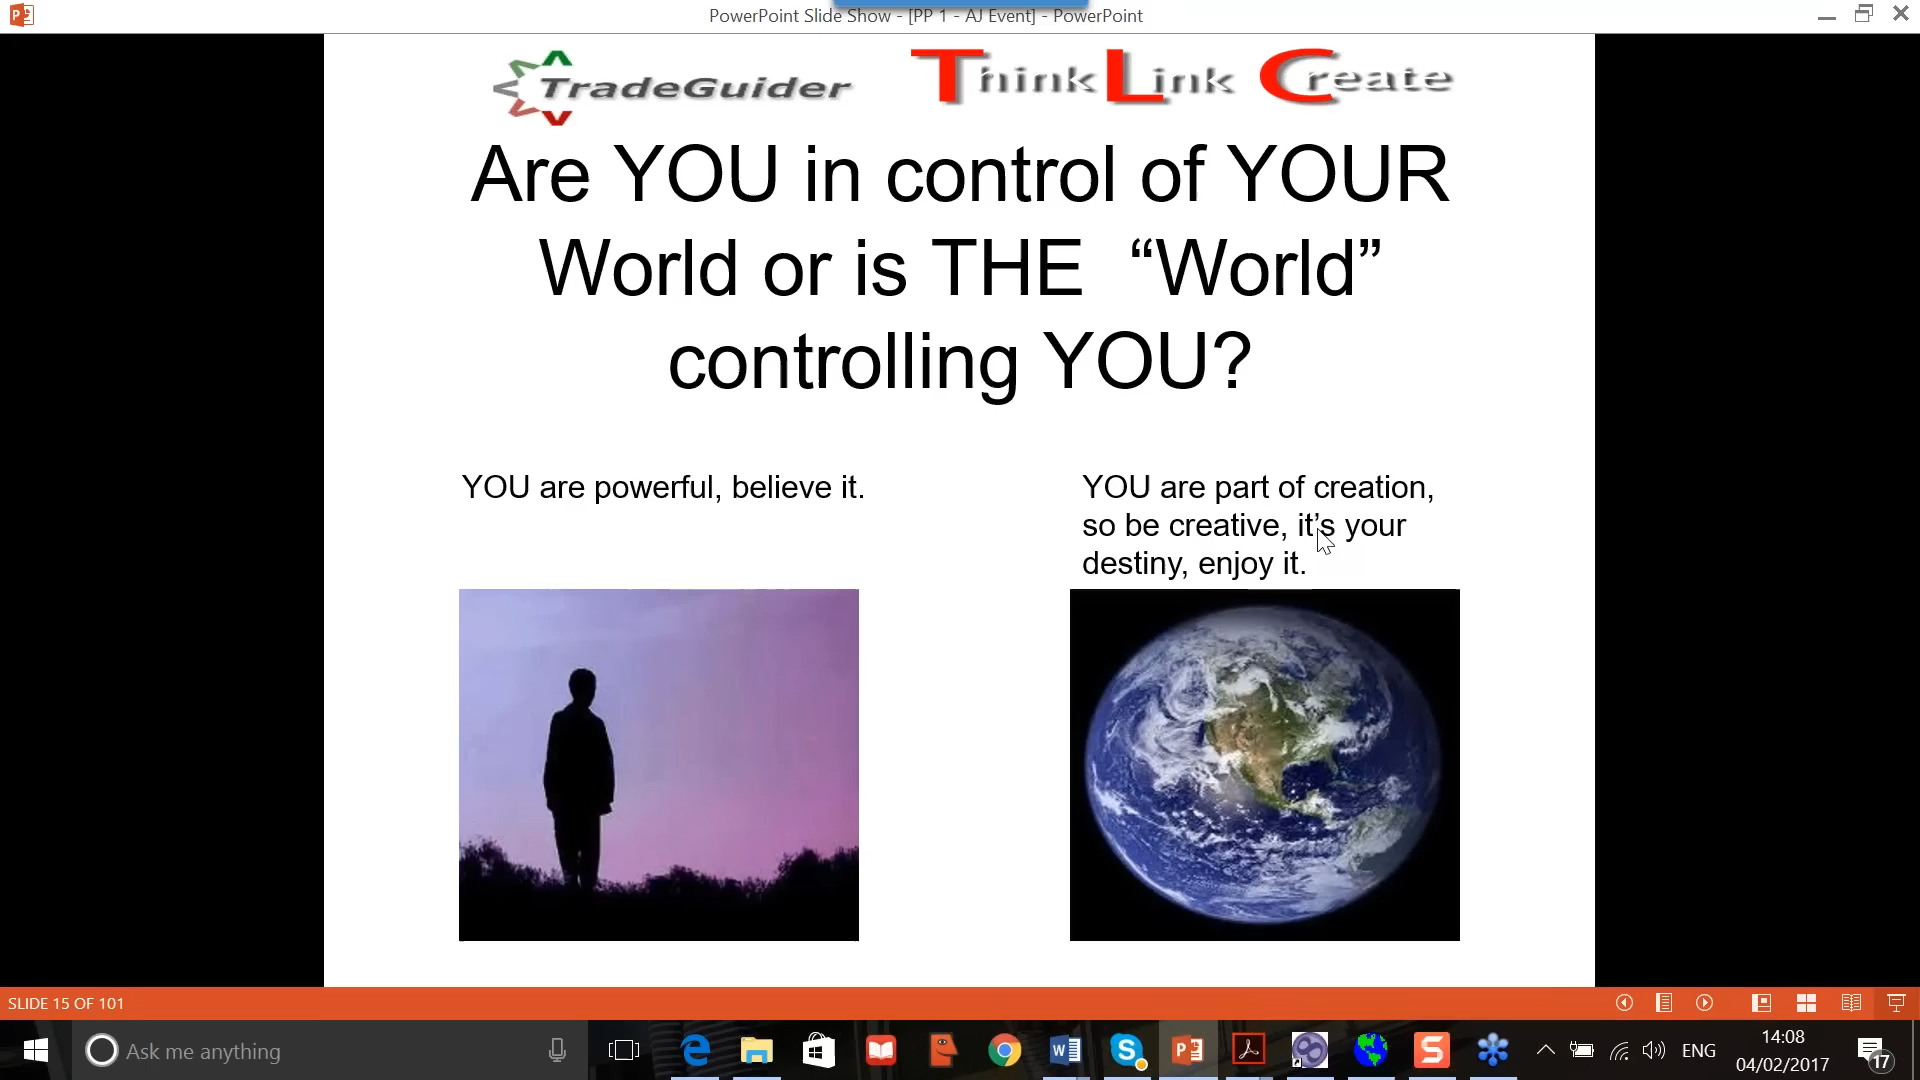 PowerPoint Slide Show - [PP 1 - AJ Event] - PowerPoint
TradeGuider
Think Link Create
Are YOU in control of YOUR
World or is THE “World”
controlling YOU?
YOU are powerful, believe it.
YOU are part of creation,
so be creative, it’s your
destiny, enjoy it.
SLIDE 15 OF 101
Ask me anything
ENG
14:08
04/02/2017
17